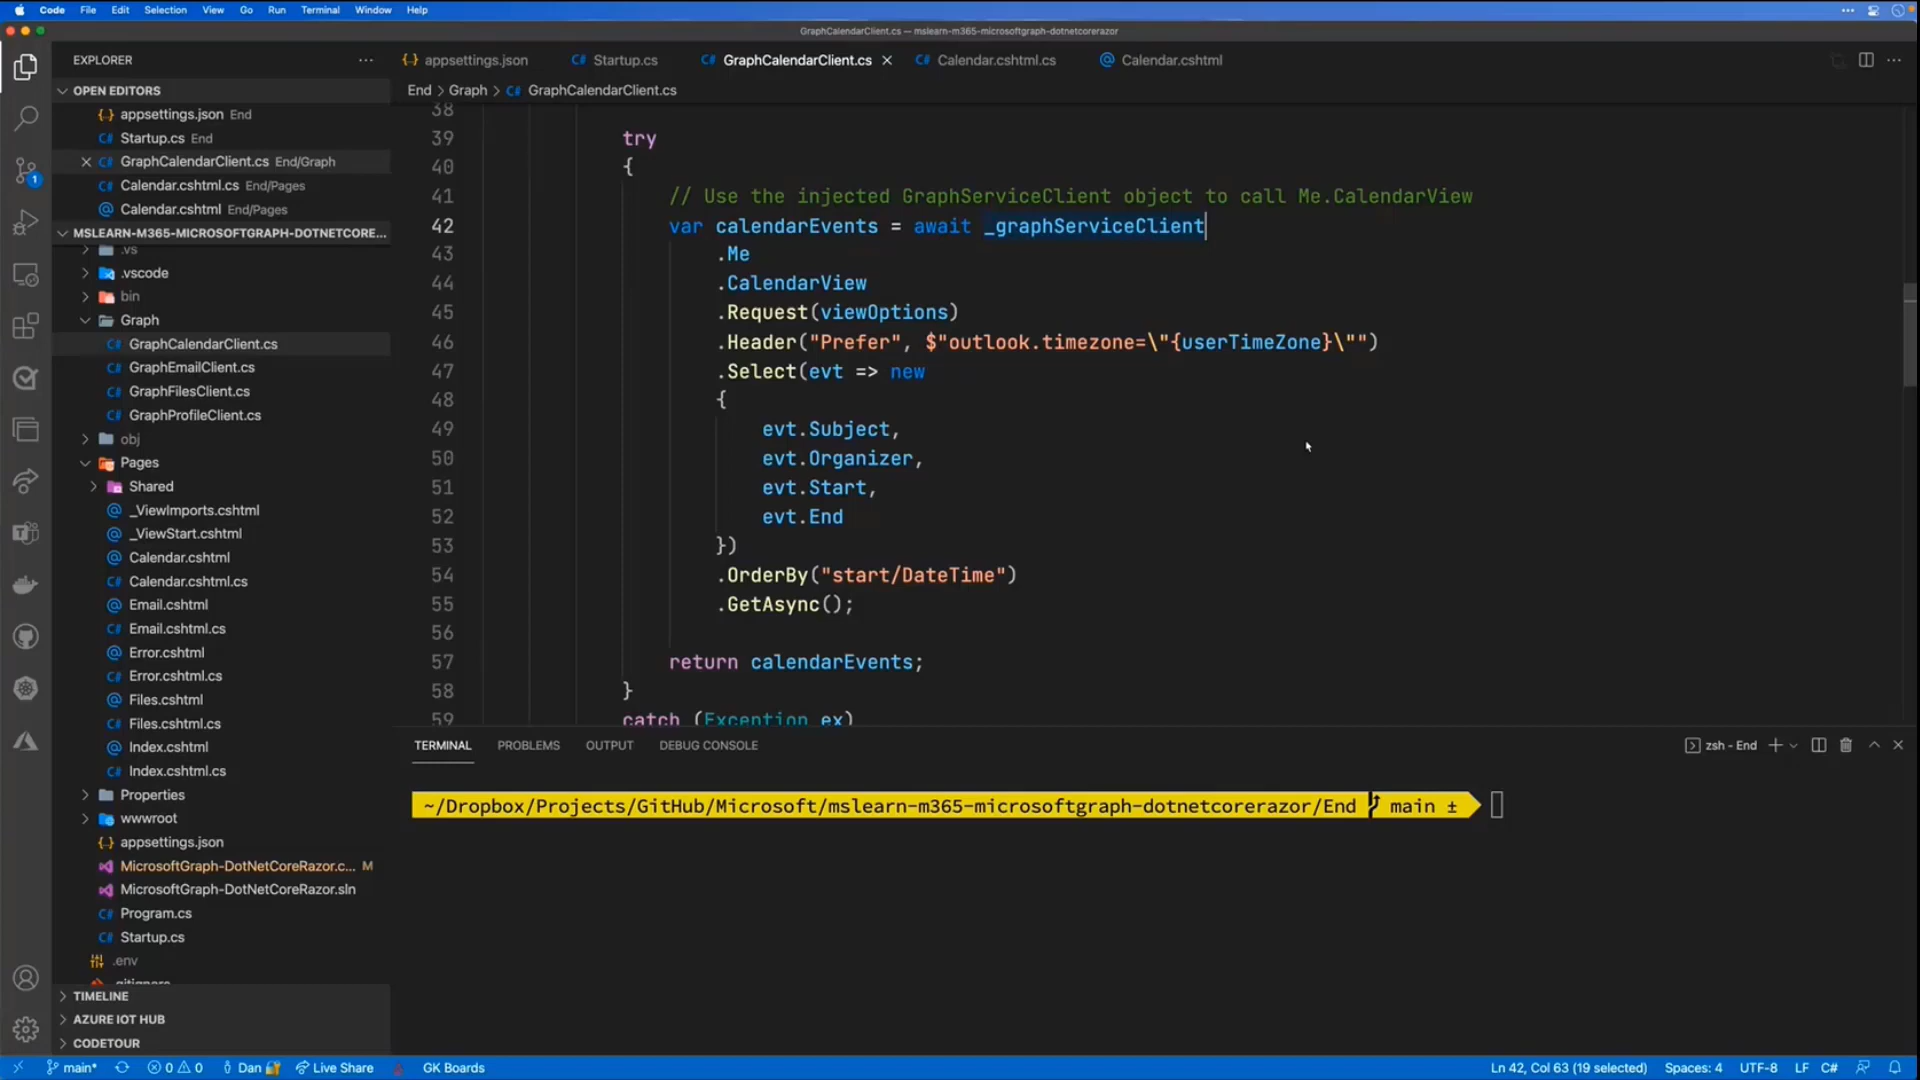 Code File Edit Selection View Go Run Terminal Window Help
GraphCalendarClient.cs — mslearn-m365-microsoftgraph-dotnetcorerazor
EXPLORER
OPEN EDITORS
appsettings.json End
Startup.cs End
GraphCalendarClient.cs End/Graph
Calendar.cshtml.cs End/Pages
Calendar.cshtml End/Pages
MSLEARN-M365-MICROSOFTGRAPH-DOTNETCORE...
.vs
.vscode
bin
Graph
GraphCalendarClient.cs
GraphEmailClient.cs
GraphFilesClient.cs
GraphProfileClient.cs
obj
Pages
Shared
_ViewImports.cshtml
_ViewStart.cshtml
Calendar.cshtml
Calendar.cshtml.cs
Email.cshtml
Email.cshtml.cs
Error.cshtml
Error.cshtml.cs
Files.cshtml
Files.cshtml.cs
Index.cshtml
Index.cshtml.cs
Properties
wwwroot
appsettings.json
MicrosoftGraph-DotNetCoreRazor.c... M
MicrosoftGraph-DotNetCoreRazor.sln
Program.cs
Startup.cs
.env
.gitignore
TIMELINE
AZURE IOT HUB
CODETOUR
appsettings.json Startup.cs GraphCalendarClient.cs Calendar.cshtml.cs Calendar.cshtml
End > Graph > GraphCalendarClient.cs
38
39 try
40 {
41 // Use the injected GraphServiceClient object to call Me.CalendarView
42 var calendarEvents = await _graphServiceClient
43 .Me
44 .CalendarView
45 .Request(viewOptions)
46 .Header("Prefer", $"outlook.timezone=\"{userTimeZone}\"")
47 .Select(evt => new
48 {
49 evt.Subject,
50 evt.Organizer,
51 evt.Start,
52 evt.End
53 })
54 .OrderBy("start/DateTime")
55 .GetAsync();
56
57 return calendarEvents;
58 }
59 catch (Exception ex)
TERMINAL PROBLEMS OUTPUT DEBUG CONSOLE
zsh - End
~/Dropbox/Projects/GitHub/Microsoft/mslearn-m365-microsoftgraph-dotnetcorerazor/End main ±
1
main* 0 0 Dan Live Share GK Boards Ln 42, Col 63 (19 selected) Spaces: 4 UTF-8 LF C#